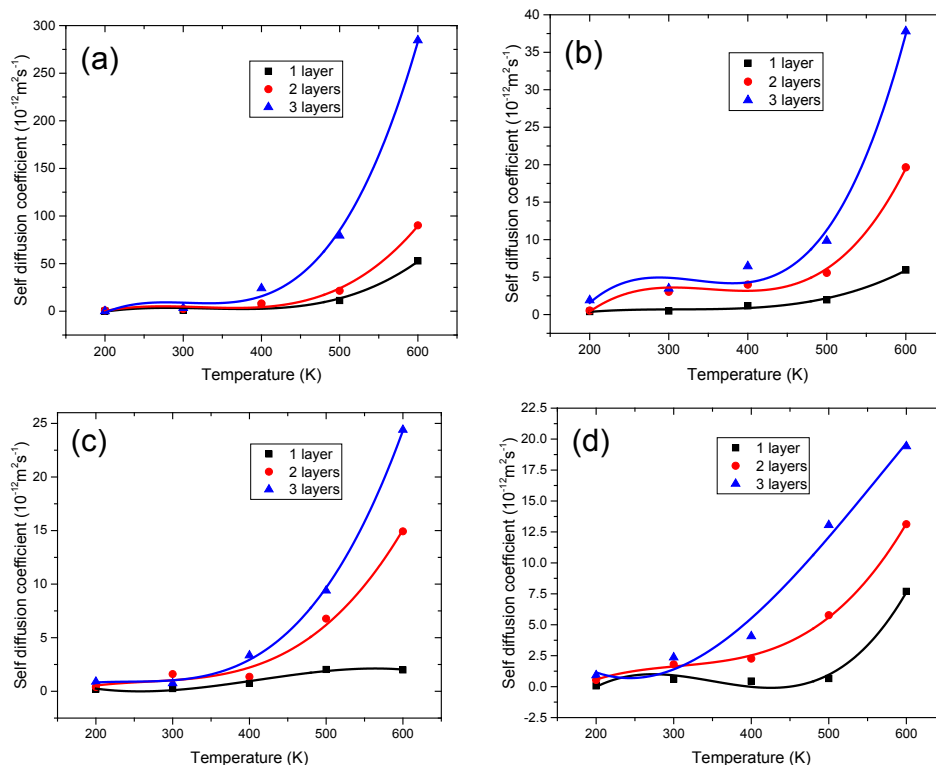 (a)
1 layer
2 layers
3 layers
Self diffusion coefficient (10⁻¹²m²s⁻¹)
300
250
200
150
100
50
0
200 300 400 500 600
Temperature (K)
(b)
1 layer
2 layers
3 layers
Self diffusion coefficient (10⁻¹²m²s⁻¹)
40
35
30
25
20
15
10
5
0
200 300 400 500 600
Temperature (K)
(c)
1 layer
2 layers
3 layers
Self diffusion coefficient (10⁻¹²m²s⁻¹)
25
20
15
10
5
0
200 300 400 500 600
Temperature (K)
(d)
1 layer
2 layers
3 layers
Self diffusion coefficient (10⁻¹²m²s⁻¹)
22.5
20.0
17.5
15.0
12.5
10.0
7.5
5.0
2.5
0.0
-2.5
200 300 400 500 600
Temperature (K)